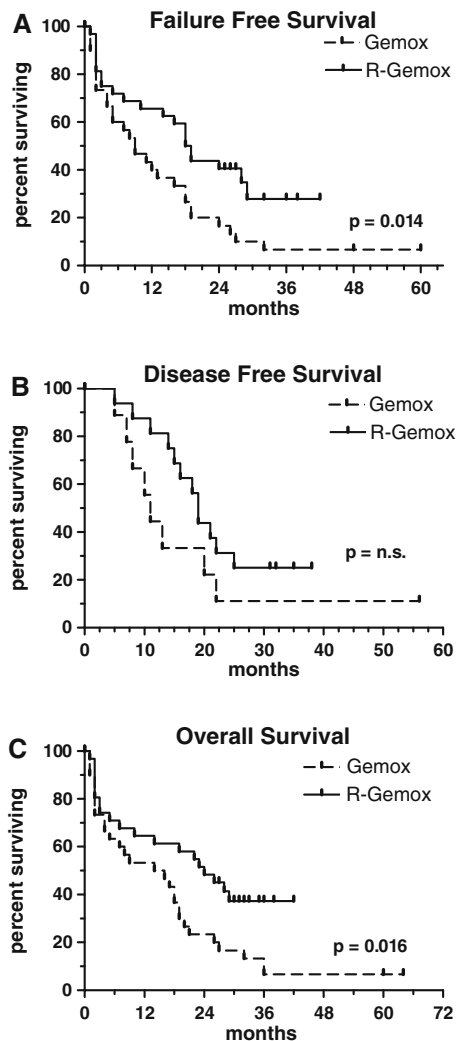 A
Failure Free Survival
Gemox
R-Gemox
percent surviving
100
80
60
40
20
0
p = 0.014
0 12 24 36 48 60
months
B
Disease Free Survival
Gemox
R-Gemox
percent surviving
100
80
60
40
20
0
p = n.s.
0 10 20 30 40 50 60
months
C
Overall Survival
Gemox
R-Gemox
percent surviving
100
80
60
40
20
0
p = 0.016
0 12 24 36 48 60 72
months